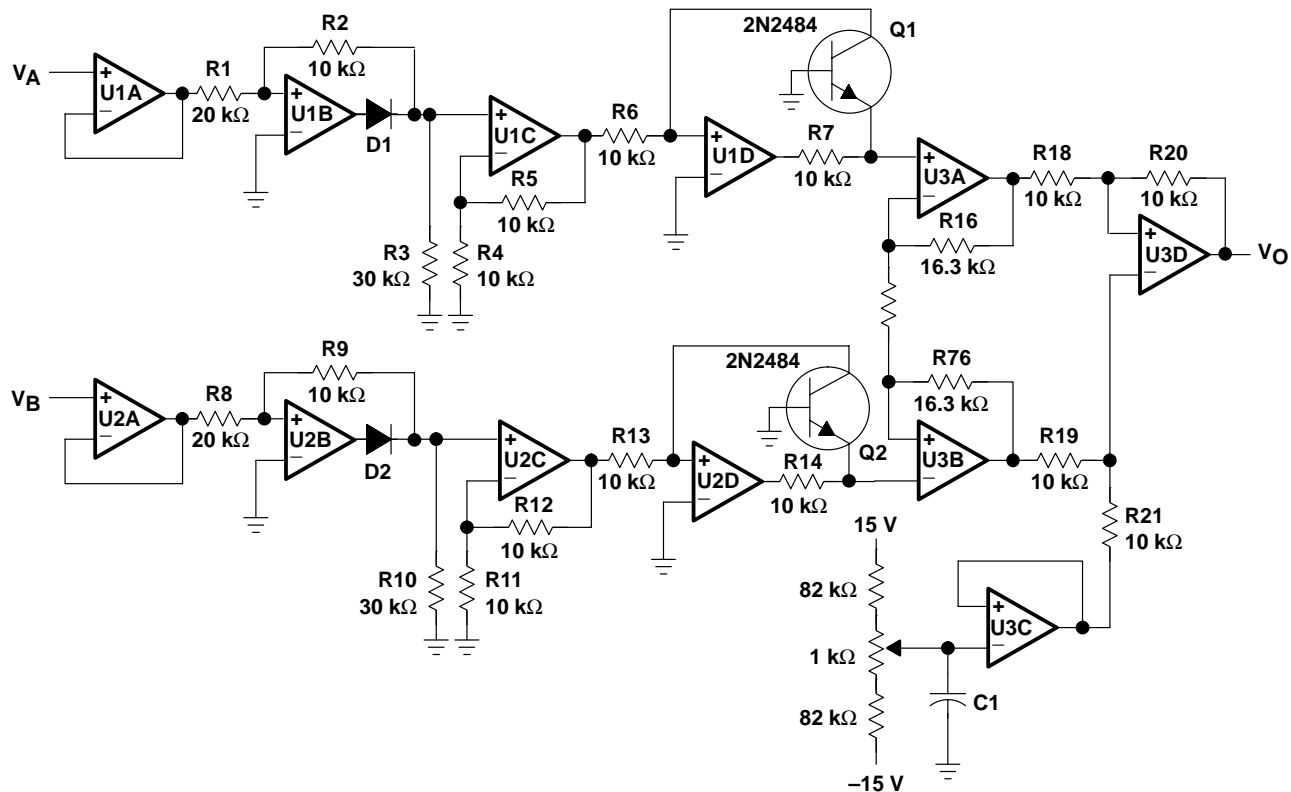 R2
10 kΩ
VA
+
–
U1A
R1
20 kΩ
+
–
U1B
D1
R3
30 kΩ
R4
10 kΩ
+
–
U1C
R5
10 kΩ
R6
10 kΩ
2N2484
Q1
+
–
U1D
R7
10 kΩ
+
–
U3A
R16
16.3 kΩ
R18
10 kΩ
R20
10 kΩ
+
–
U3D
VO
R9
10 kΩ
VB
+
–
U2A
R8
20 kΩ
+
–
U2B
D2
R10
30 kΩ
R11
10 kΩ
+
–
U2C
R12
10 kΩ
R13
10 kΩ
2N2484
Q2
+
–
U2D
R14
10 kΩ
R76
16.3 kΩ
+
–
U3B
R19
10 kΩ
R21
10 kΩ
15 V
82 kΩ
1 kΩ
82 kΩ
–15 V
C1
+
–
U3C